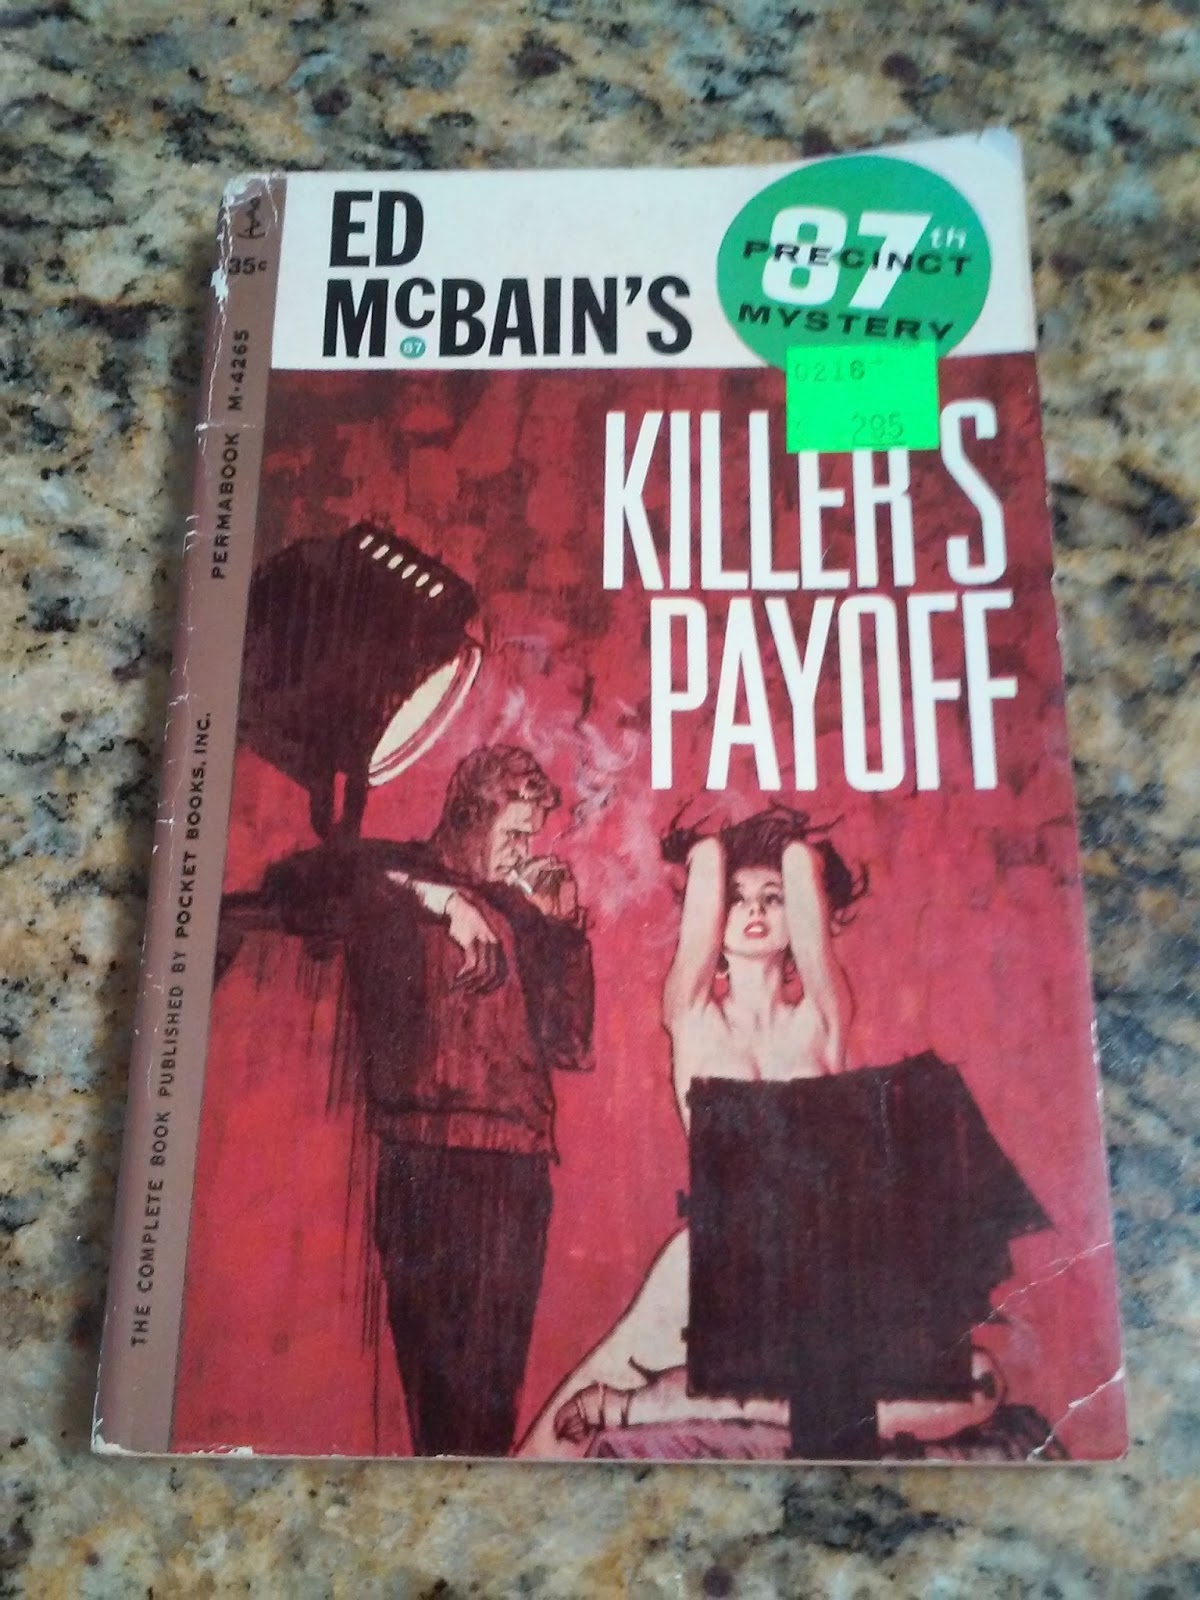 ED
McBAIN'S
87
87th
PRECINCT
MYSTERY
0216
295
KILLER'S
PAYOFF
35c
PERMABOOK M-4265
THE COMPLETE BOOK PUBLISHED BY POCKET BOOKS, INC.